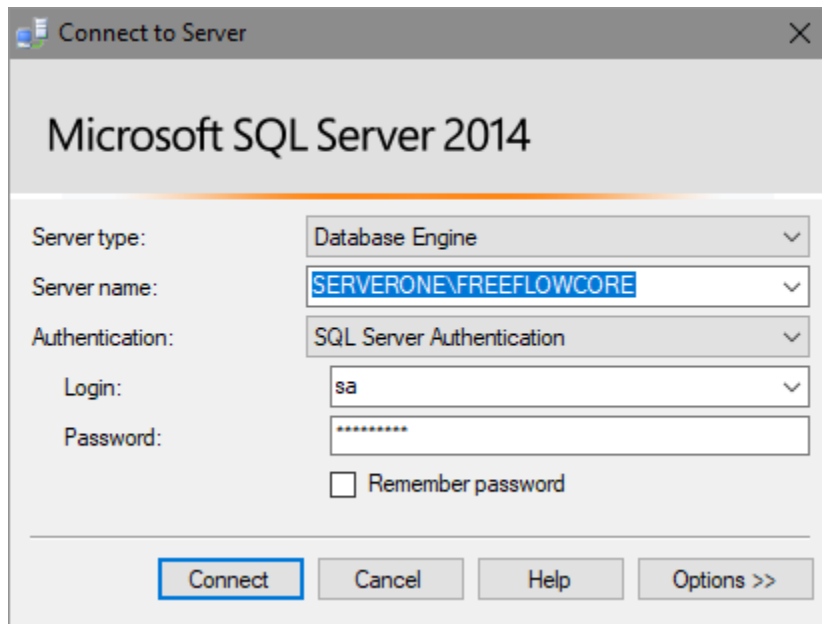 Connect to Server
Microsoft SQL Server 2014
Server type: Database Engine
Server name: SERVERONE\FREEFLOWCORE
Authentication: SQL Server Authentication
Login: sa
Password: *********
Remember password
Connect Cancel Help Options >>